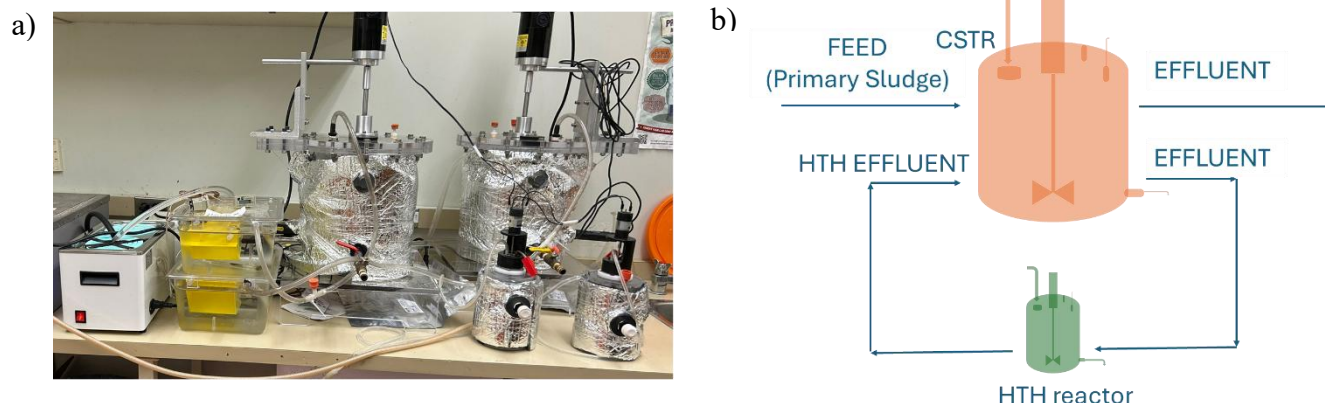 a)
b)
FEED
(Primary Sludge)
CSTR
EFFLUENT
HTH EFFLUENT
EFFLUENT
HTH reactor